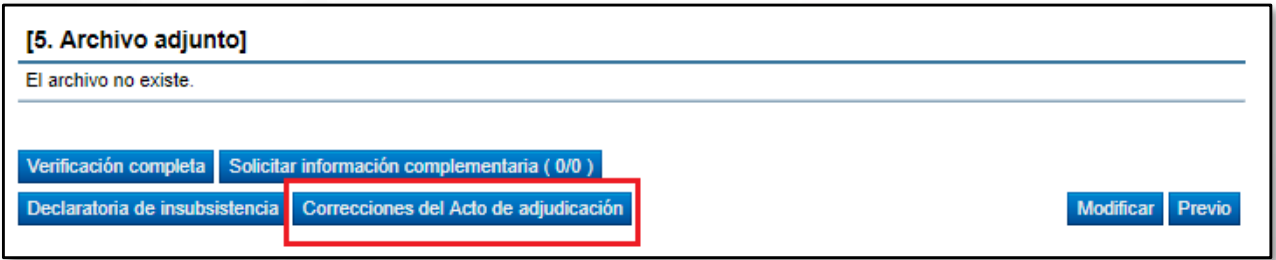 [5. Archivo adjunto]
El archivo no existe.
Verificación completa Solicitar información complementaria ( 0/0 )
Declaratoria de insubsistencia Correcciones del Acto de adjudicación Modificar Previo